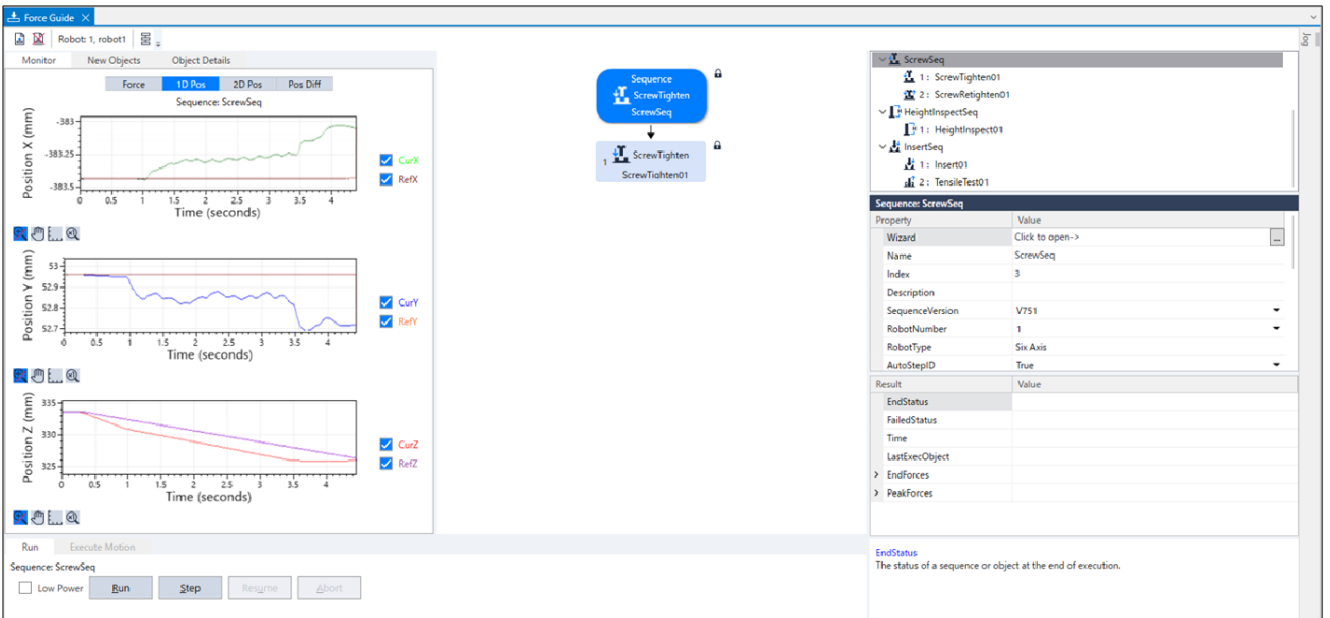 Force Guide
Robot: 1, robot1
Jog
Monitor New Objects Object Details
Force 1D Pos 2D Pos Pos Diff
Sequence: ScrewSeq
Position X (mm)
-383
-383.25
-383.5
0 0.5 1 1.5 2 2.5 3 3.5 4
Time (seconds)
CurX
RefX
Position Y (mm)
53
52.9
52.8
52.7
0 0.5 1 1.5 2 2.5 3 3.5 4
Time (seconds)
CurY
RefY
Position Z (mm)
335
330
325
0 0.5 1 1.5 2 2.5 3 3.5 4
Time (seconds)
CurZ
RefZ
Sequence
ScrewTighten
ScrewSeq
1 ScrewTighten
ScrewTighten01
ScrewSeq
1: ScrewTighten01
2: ScrewRetighten01
HeightInspectSeq
1: HeightInspect01
InsertSeq
1: Insert01
2: TensileTest01
Sequence: ScrewSeq
Property Value
Wizard Click to open->
...
Name ScrewSeq
Index 3
Description
SequenceVersion V751
RobotNumber 1
RobotType Six Axis
AutoStepID True
Result Value
EndStatus
FailedStatus
Time
LastExecObject
EndForces
PeakForces
Run Execute Motion
Sequence: ScrewSeq
Low Power Run Step Resume Abort
EndStatus
The status of a sequence or object at the end of execution.